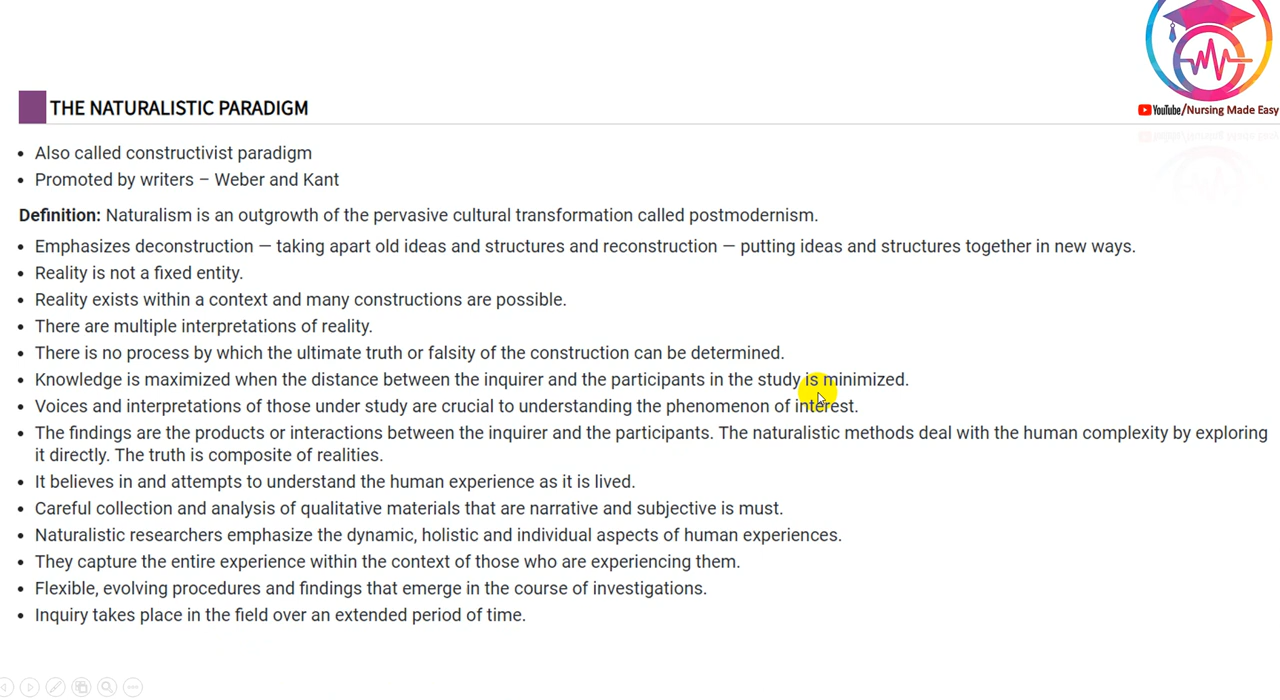 YouTube/Nursing Made Easy
THE NATURALISTIC PARADIGM
• Also called constructivist paradigm
• Promoted by writers – Weber and Kant
Definition: Naturalism is an outgrowth of the pervasive cultural transformation called postmodernism.
• Emphasizes deconstruction — taking apart old ideas and structures and reconstruction — putting ideas and structures together in new ways.
• Reality is not a fixed entity.
• Reality exists within a context and many constructions are possible.
• There are multiple interpretations of reality.
• There is no process by which the ultimate truth or falsity of the construction can be determined.
• Knowledge is maximized when the distance between the inquirer and the participants in the study is minimized.
• Voices and interpretations of those under study are crucial to understanding the phenomenon of interest.
• The findings are the products or interactions between the inquirer and the participants. The naturalistic methods deal with the human complexity by exploring
it directly. The truth is composite of realities.
• It believes in and attempts to understand the human experience as it is lived.
• Careful collection and analysis of qualitative materials that are narrative and subjective is must.
• Naturalistic researchers emphasize the dynamic, holistic and individual aspects of human experiences.
• They capture the entire experience within the context of those who are experiencing them.
• Flexible, evolving procedures and findings that emerge in the course of investigations.
• Inquiry takes place in the field over an extended period of time.